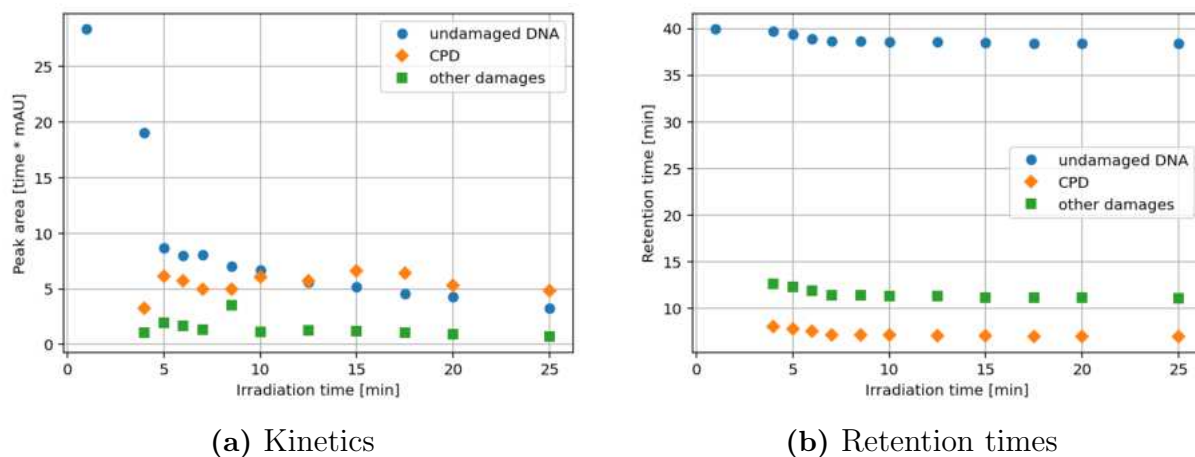 undamaged DNA
CPD
other damages
Peak area [time * mAU]
25
20
15
10
5
0
0 5 10 15 20 25
Irradiation time [min]
(a) Kinetics
undamaged DNA
CPD
other damages
Retention time [min]
40
35
30
25
20
15
10
0 5 10 15 20 25
Irradiation time [min]
(b) Retention times